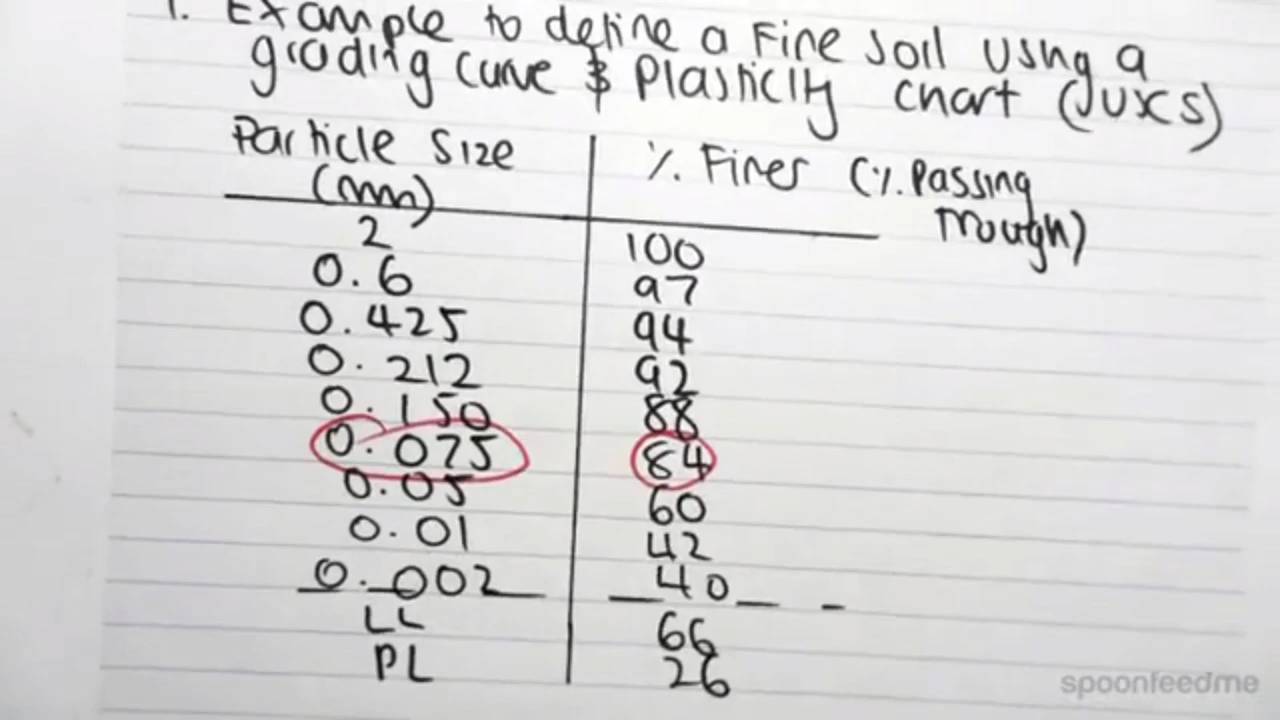 1. Example to define a Fine Soil using a
grading curve & Plasticity chart (JUXS)
Particle Size | % Finer (% Passing
(mm) through)
2 100
0.6 97
0.425 94
0.212 92
0.150 88
0.075 84
0.05 60
0.01 42
0.002 40
LL 66
PL 26
spoonfeedme